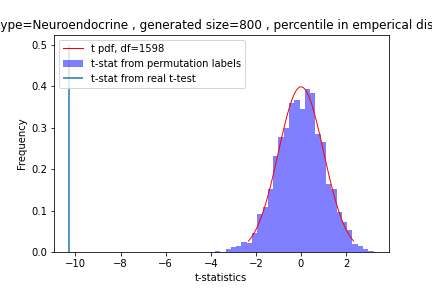 ype=Neuroendocrine , generated size=800 , percentile in emperical dis
t pdf, df=1598
t-stat from permutation labels
t-stat from real t-test
Frequency
0.5
0.4
0.3
0.2
0.1
0.0
−10 −8 −6 −4 −2 0 2
t-statistics